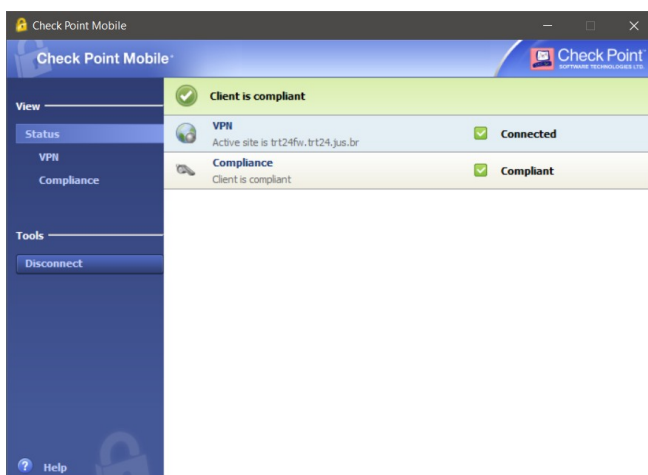 Check Point Mobile
Check Point Mobile
Check Point
SOFTWARE TECHNOLOGIES LTD.
View
Status
VPN
Compliance
Tools
Disconnect
Help
Client is compliant
VPN
Active site is trt24fw.trt24.jus.br
Connected
Compliance
Client is compliant
Compliant